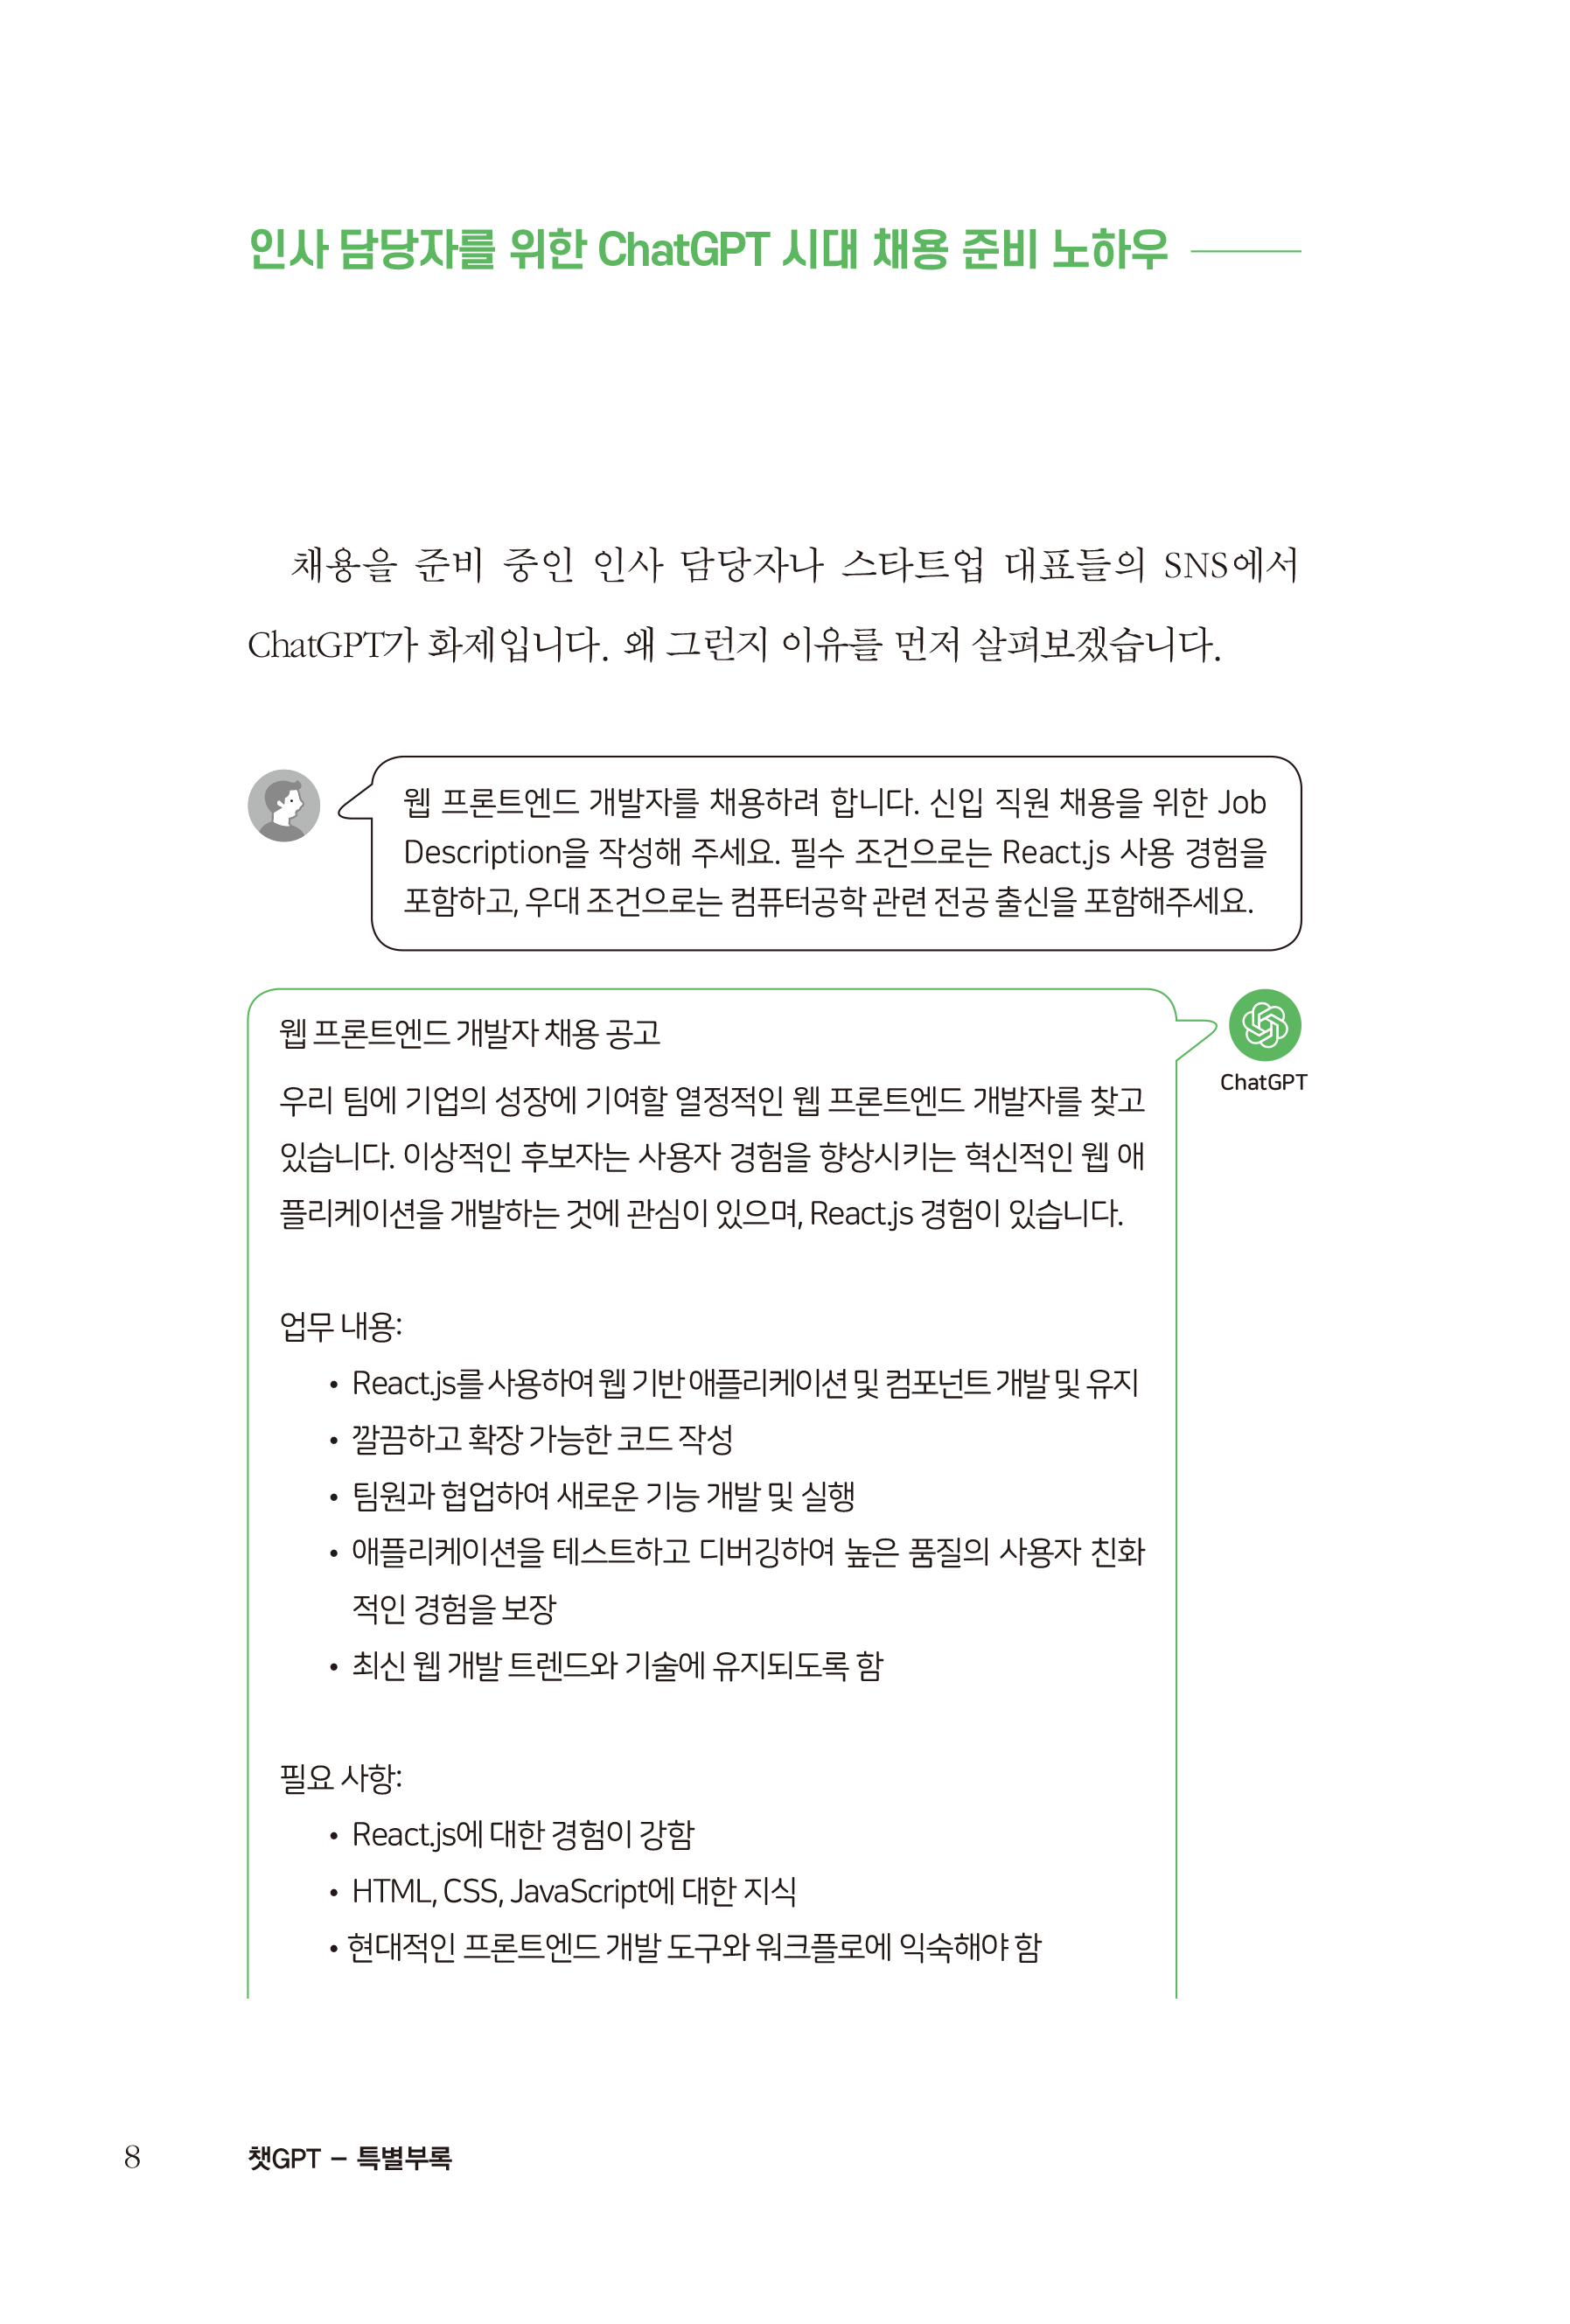 인사 담당자를 위한 ChatGPT 시대 채용 준비 노하우
채용을 준비 중인 인사 담당자나 스타트업 대표들의 SNS에서
ChatGPT가 화제입니다. 왜 그런지 이유를 먼저 살펴보겠습니다.
웹 프론트엔드 개발자를 채용하려 합니다. 신입 직원 채용을 위한 Job
Description을 작성해 주세요. 필수 조건으로는 React.js 사용 경험을
포함하고, 우대 조건으로는 컴퓨터공학 관련 전공 출신을 포함해주세요.
ChatGPT
웹 프론트엔드 개발자 채용 공고
우리 팀에 기업의 성장에 기여할 열정적인 웹 프론트엔드 개발자를 찾고
있습니다. 이상적인 후보자는 사용자 경험을 향상시키는 혁신적인 웹 애
플리케이션을 개발하는 것에 관심이 있으며, React.js 경험이 있습니다.
업무 내용:
• React.js를 사용하여 웹 기반 애플리케이션 및 컴포넌트 개발 및 유지
• 깔끔하고 확장 가능한 코드 작성
• 팀원과 협업하여 새로운 기능 개발 및 실행
• 애플리케이션을 테스트하고 디버깅하여 높은 품질의 사용자 친화
적인 경험을 보장
• 최신 웹 개발 트렌드와 기술에 유지되도록 함
필요 사항:
• React.js에 대한 경험이 강함
• HTML, CSS, JavaScript에 대한 지식
• 현대적인 프론트엔드 개발 도구와 워크플로에 익숙해야 함
8
챗GPT – 특별부록